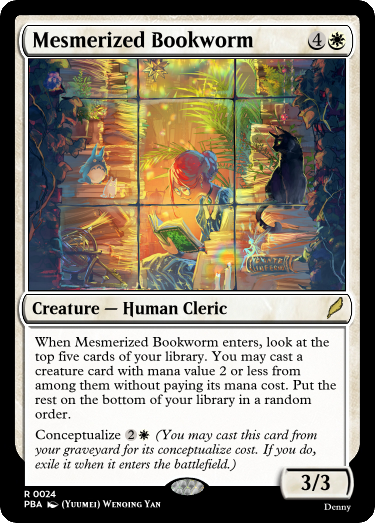 Mesmerized Bookworm 4
Creature — Human Cleric
When Mesmerized Bookworm enters, look at the
top five cards of your library. You may cast a
creature card with mana value 2 or less from
among them without paying its mana cost. Put the
rest on the bottom of your library in a random
order.
Conceptualize 2 (You may cast this card from
your graveyard for its conceptualize cost. If you do,
exile it when it enters the battlefield.)
3/3
R 0024
PBA (Yuumei) Wenqing Yan
Denny